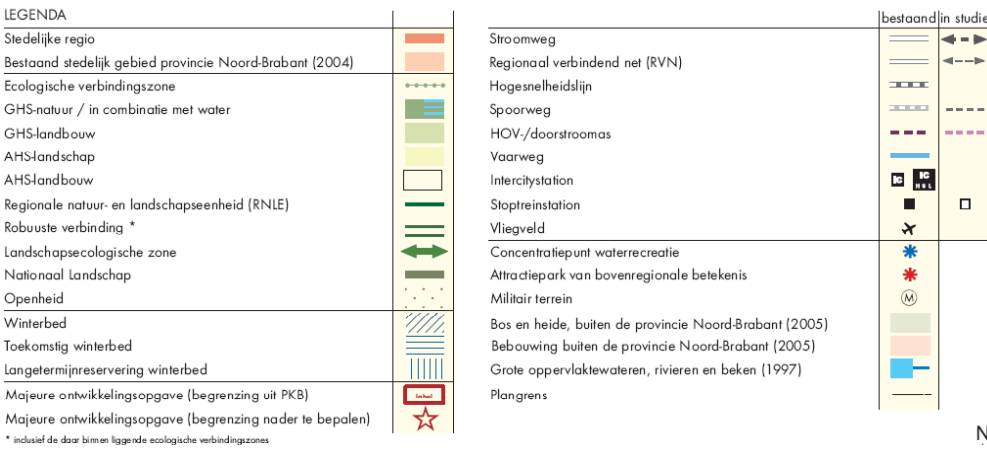 LEGENDA
Stedelijke regio
Bestaand stedelijk gebied provincie Noord-Brabant (2004)
Ecologische verbindingszone
GHS-natuur / in combinatie met water
GHS-landbouw
AHS-landschap
AHS-landbouw
Regionale natuur- en landschapseenheid (RNLE)
Robuuste verbinding *
Landschapsecologische zone
Nationaal Landschap
Openheid
Winterbed
Toekomstig winterbed
Langetermijnreservering winterbed
Majeure ontwikkelingsopgave (begrenzing uit PKB)
Majeure ontwikkelingsopgave (begrenzing nader te bepalen)
* inclusief de daar binnen liggende ecologische verbindingszones
bestaand in studie
Stroomweg
Regionaal verbindend net (RVN)
Hogesnelheidslijn
Spoorweg
HOV-/doorstroomas
Vaarweg
Intercitystation IC IC HSL
Stoptreinstation
Vliegveld
Concentratiepunt waterrecreatie
Attractiepark van bovenregionale betekenis
Militair terrein M
Bos en heide, buiten de provincie Noord-Brabant (2005)
Bebouwing buiten de provincie Noord-Brabant (2005)
Grote oppervlaktewateren, rivieren en beken (1997)
Plangrens
N